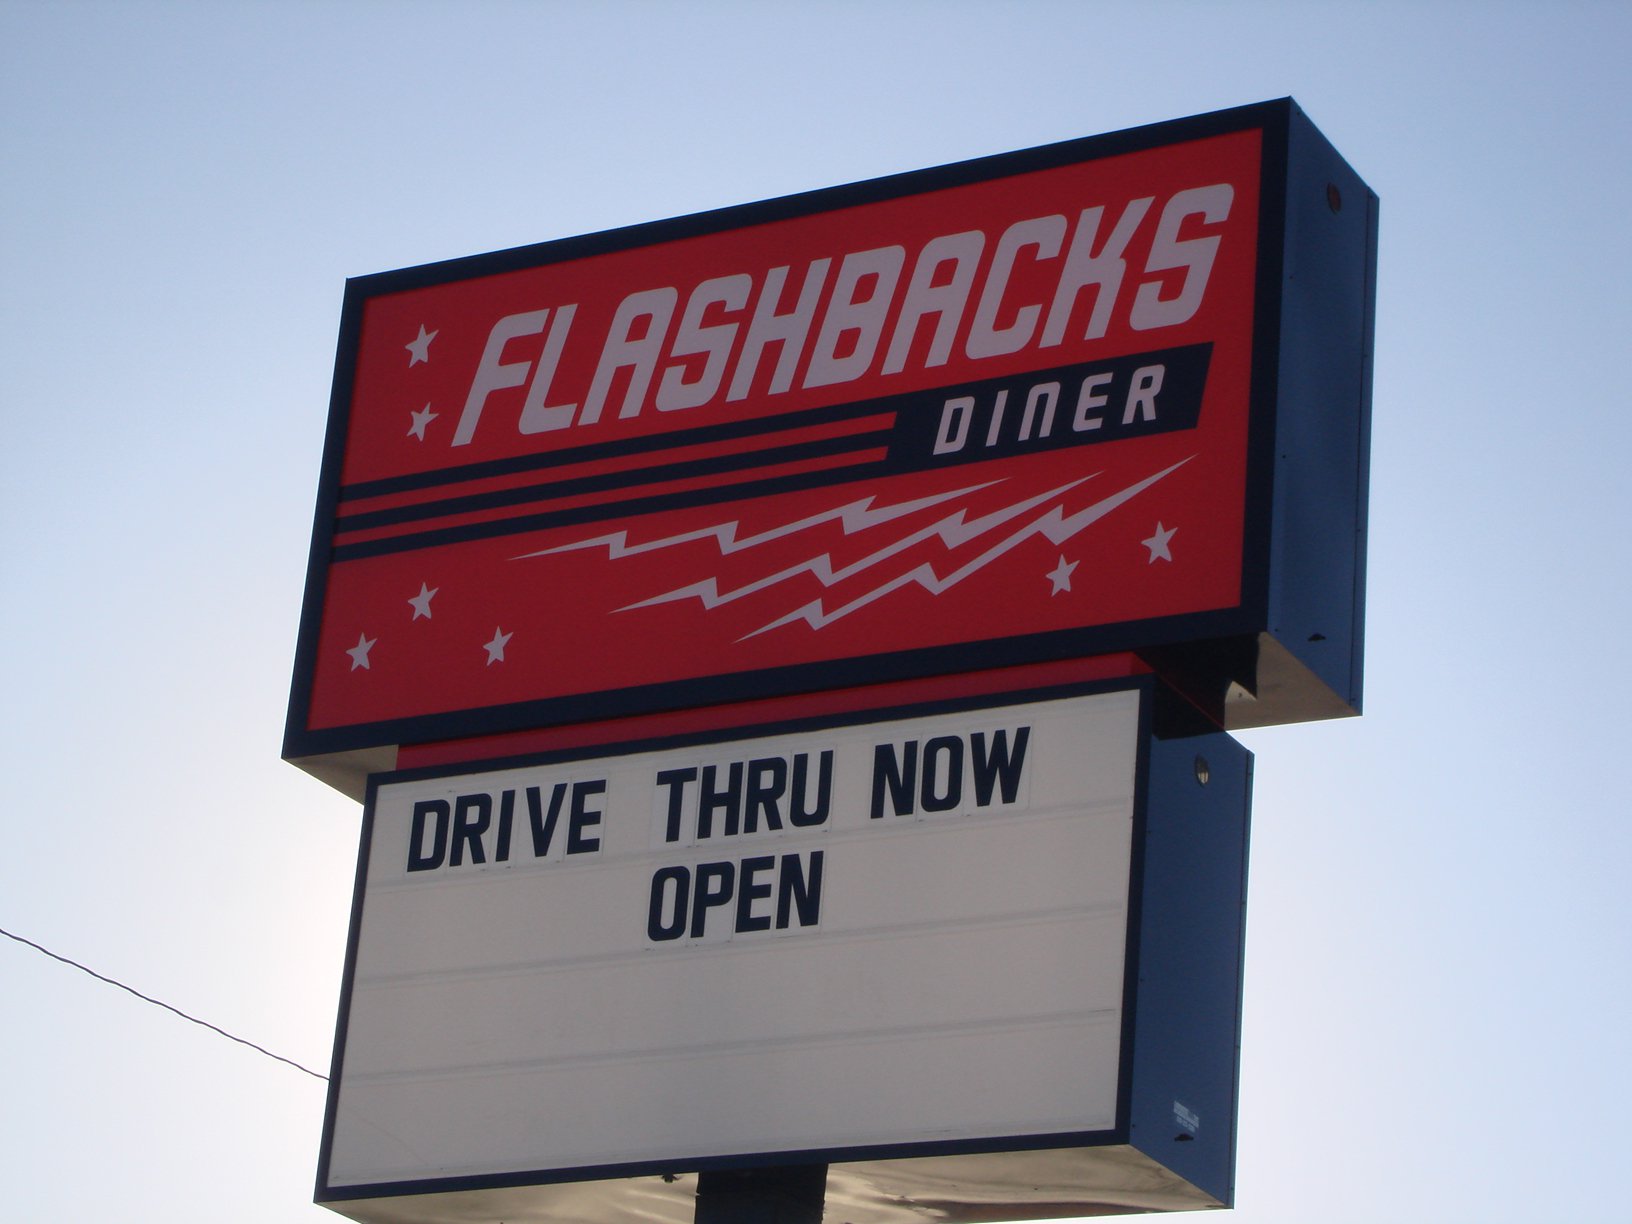 FLASHBACKS
DINER
DRIVE THRU NOW
OPEN